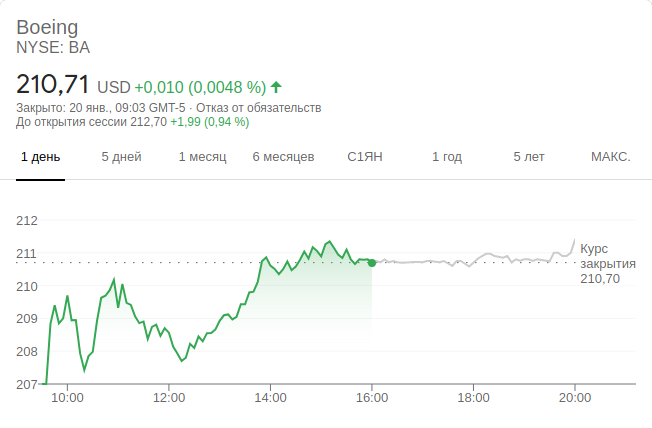 Boeing
NYSE: BA
210,71 USD +0,010 (0,0048 %)
Закрыто: 20 янв., 09:03 GMT-5 · Отказ от обязательств
До открытия сессии 212,70 +1,99 (0,94 %)
1 день 5 дней 1 месяц 6 месяцев С1ЯН 1 год 5 лет МАКС.
212
211
210
209
208
207
Курс
закрытия
210,70
10:00 12:00 14:00 16:00 18:00 20:00